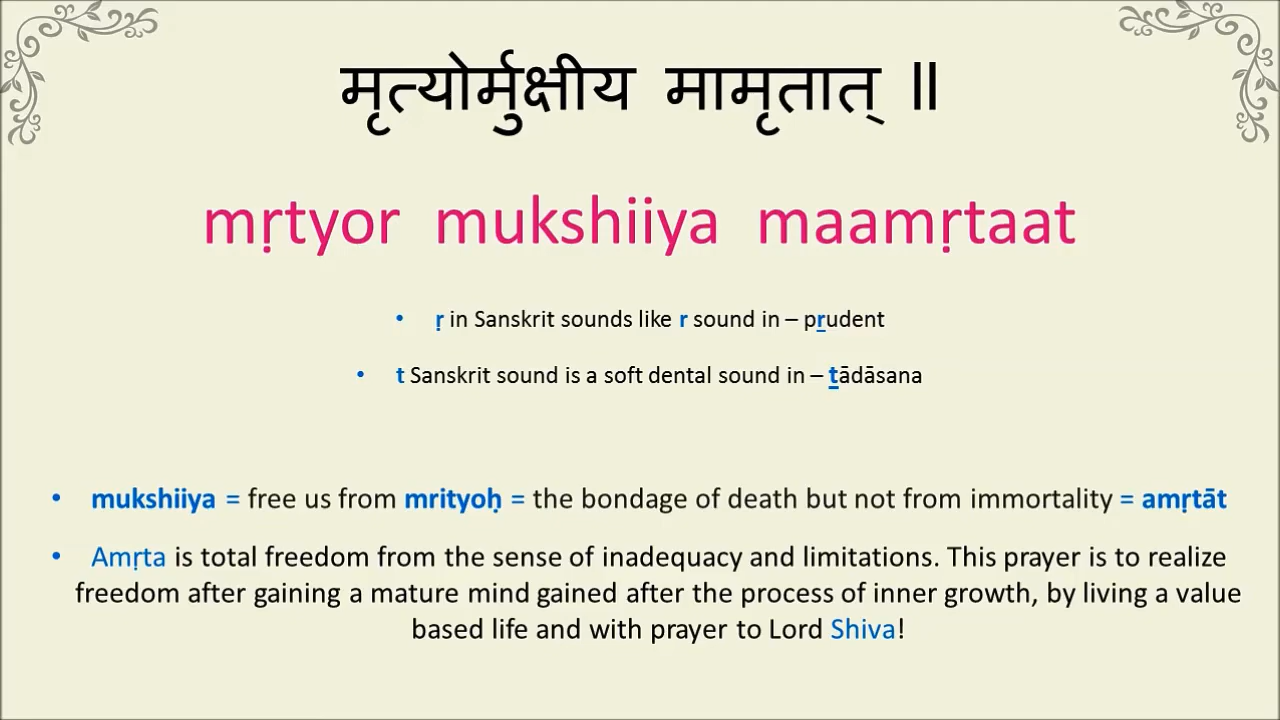 मृत्योर्मुक्षीय मामृतात् ॥
mṛtyor mukshiiya maamṛtaat
• ṛ in Sanskrit sounds like r sound in – prudent
• t Sanskrit sound is a soft dental sound in – tādāsana
• mukshiiya = free us from mrityoḥ = the bondage of death but not from immortality = amṛtāt
• Amṛta is total freedom from the sense of inadequacy and limitations. This prayer is to realize
freedom after gaining a mature mind gained after the process of inner growth, by living a value
based life and with prayer to Lord Shiva!